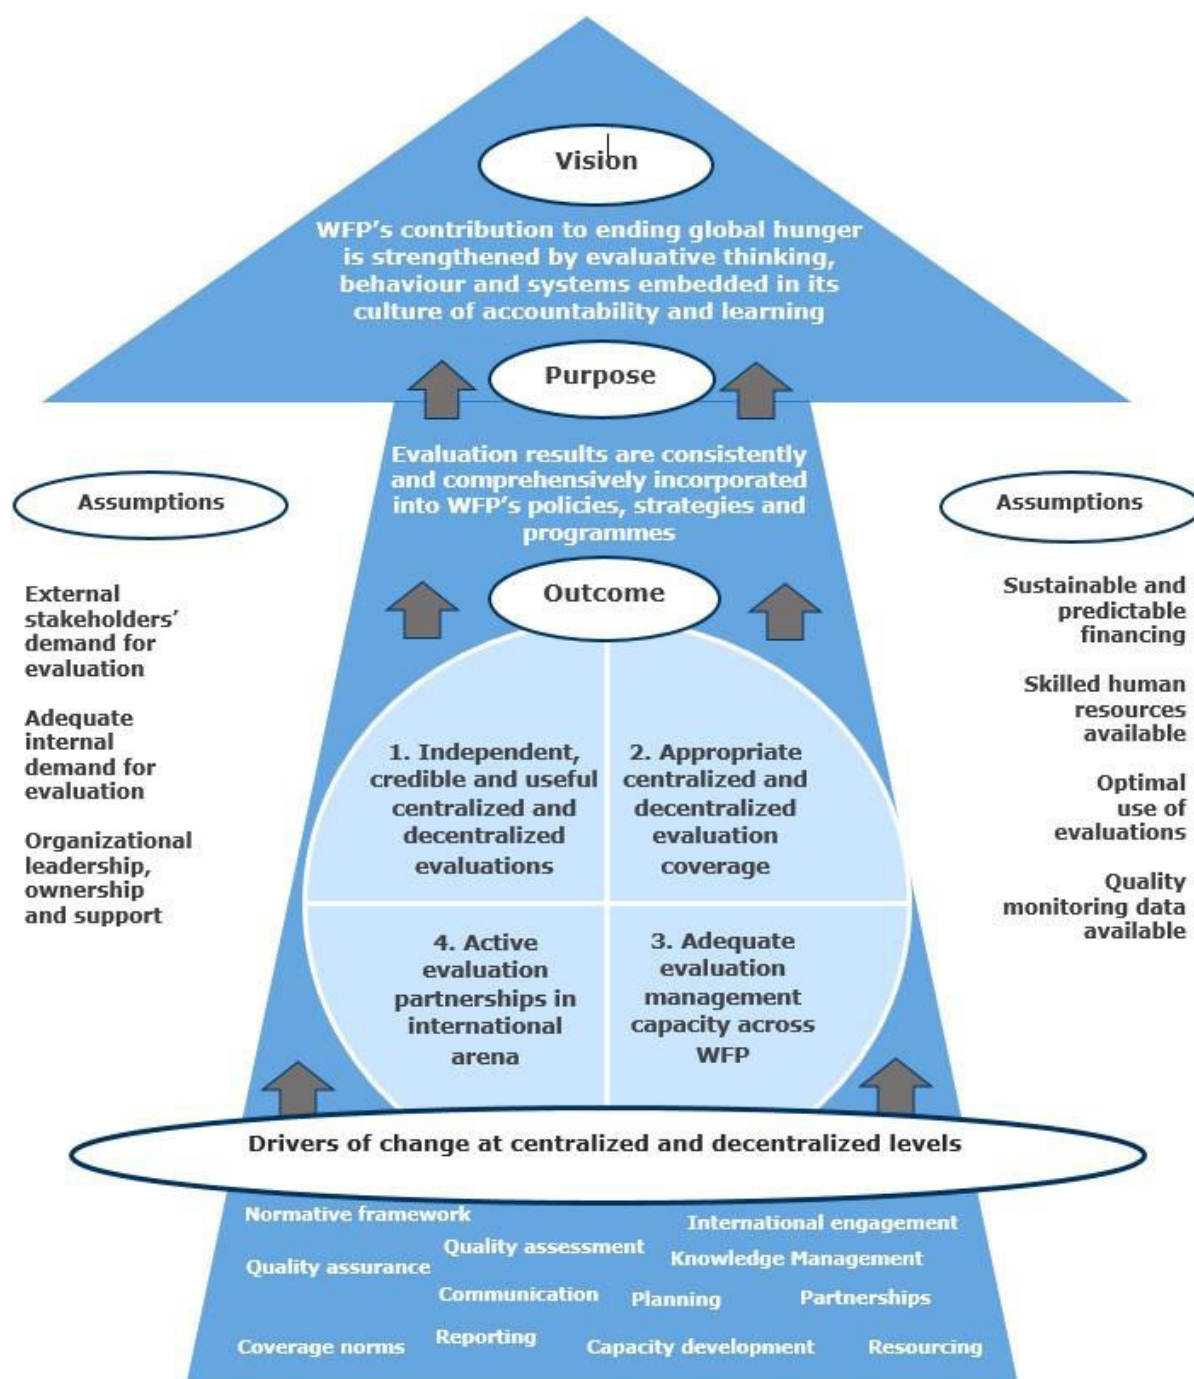 Vision
WFP’s contribution to ending global hunger
is strengthened by evaluative thinking,
behaviour and systems embedded in its
culture of accountability and learning
Purpose
Evaluation results are consistently
and comprehensively incorporated
into WFP’s policies, strategies and
programmes
Assumptions
External
stakeholders’
demand for
evaluation
Adequate
internal
demand for
evaluation
Organizational
leadership,
ownership
and support
Assumptions
Sustainable and
predictable
financing
Skilled human
resources
available
Optimal
use of
evaluations
Quality
monitoring data
available
Outcome
1. Independent,
credible and useful
centralized and
decentralized
evaluations
2. Appropriate
centralized and
decentralized
evaluation
coverage
4. Active
evaluation
partnerships in
international
arena
3. Adequate
evaluation
management
capacity across
WFP
Drivers of change at centralized and decentralized levels
Normative framework
International engagement
Quality assessment
Knowledge Management
Quality assurance
Communication
Planning
Partnerships
Reporting
Coverage norms
Capacity development
Resourcing